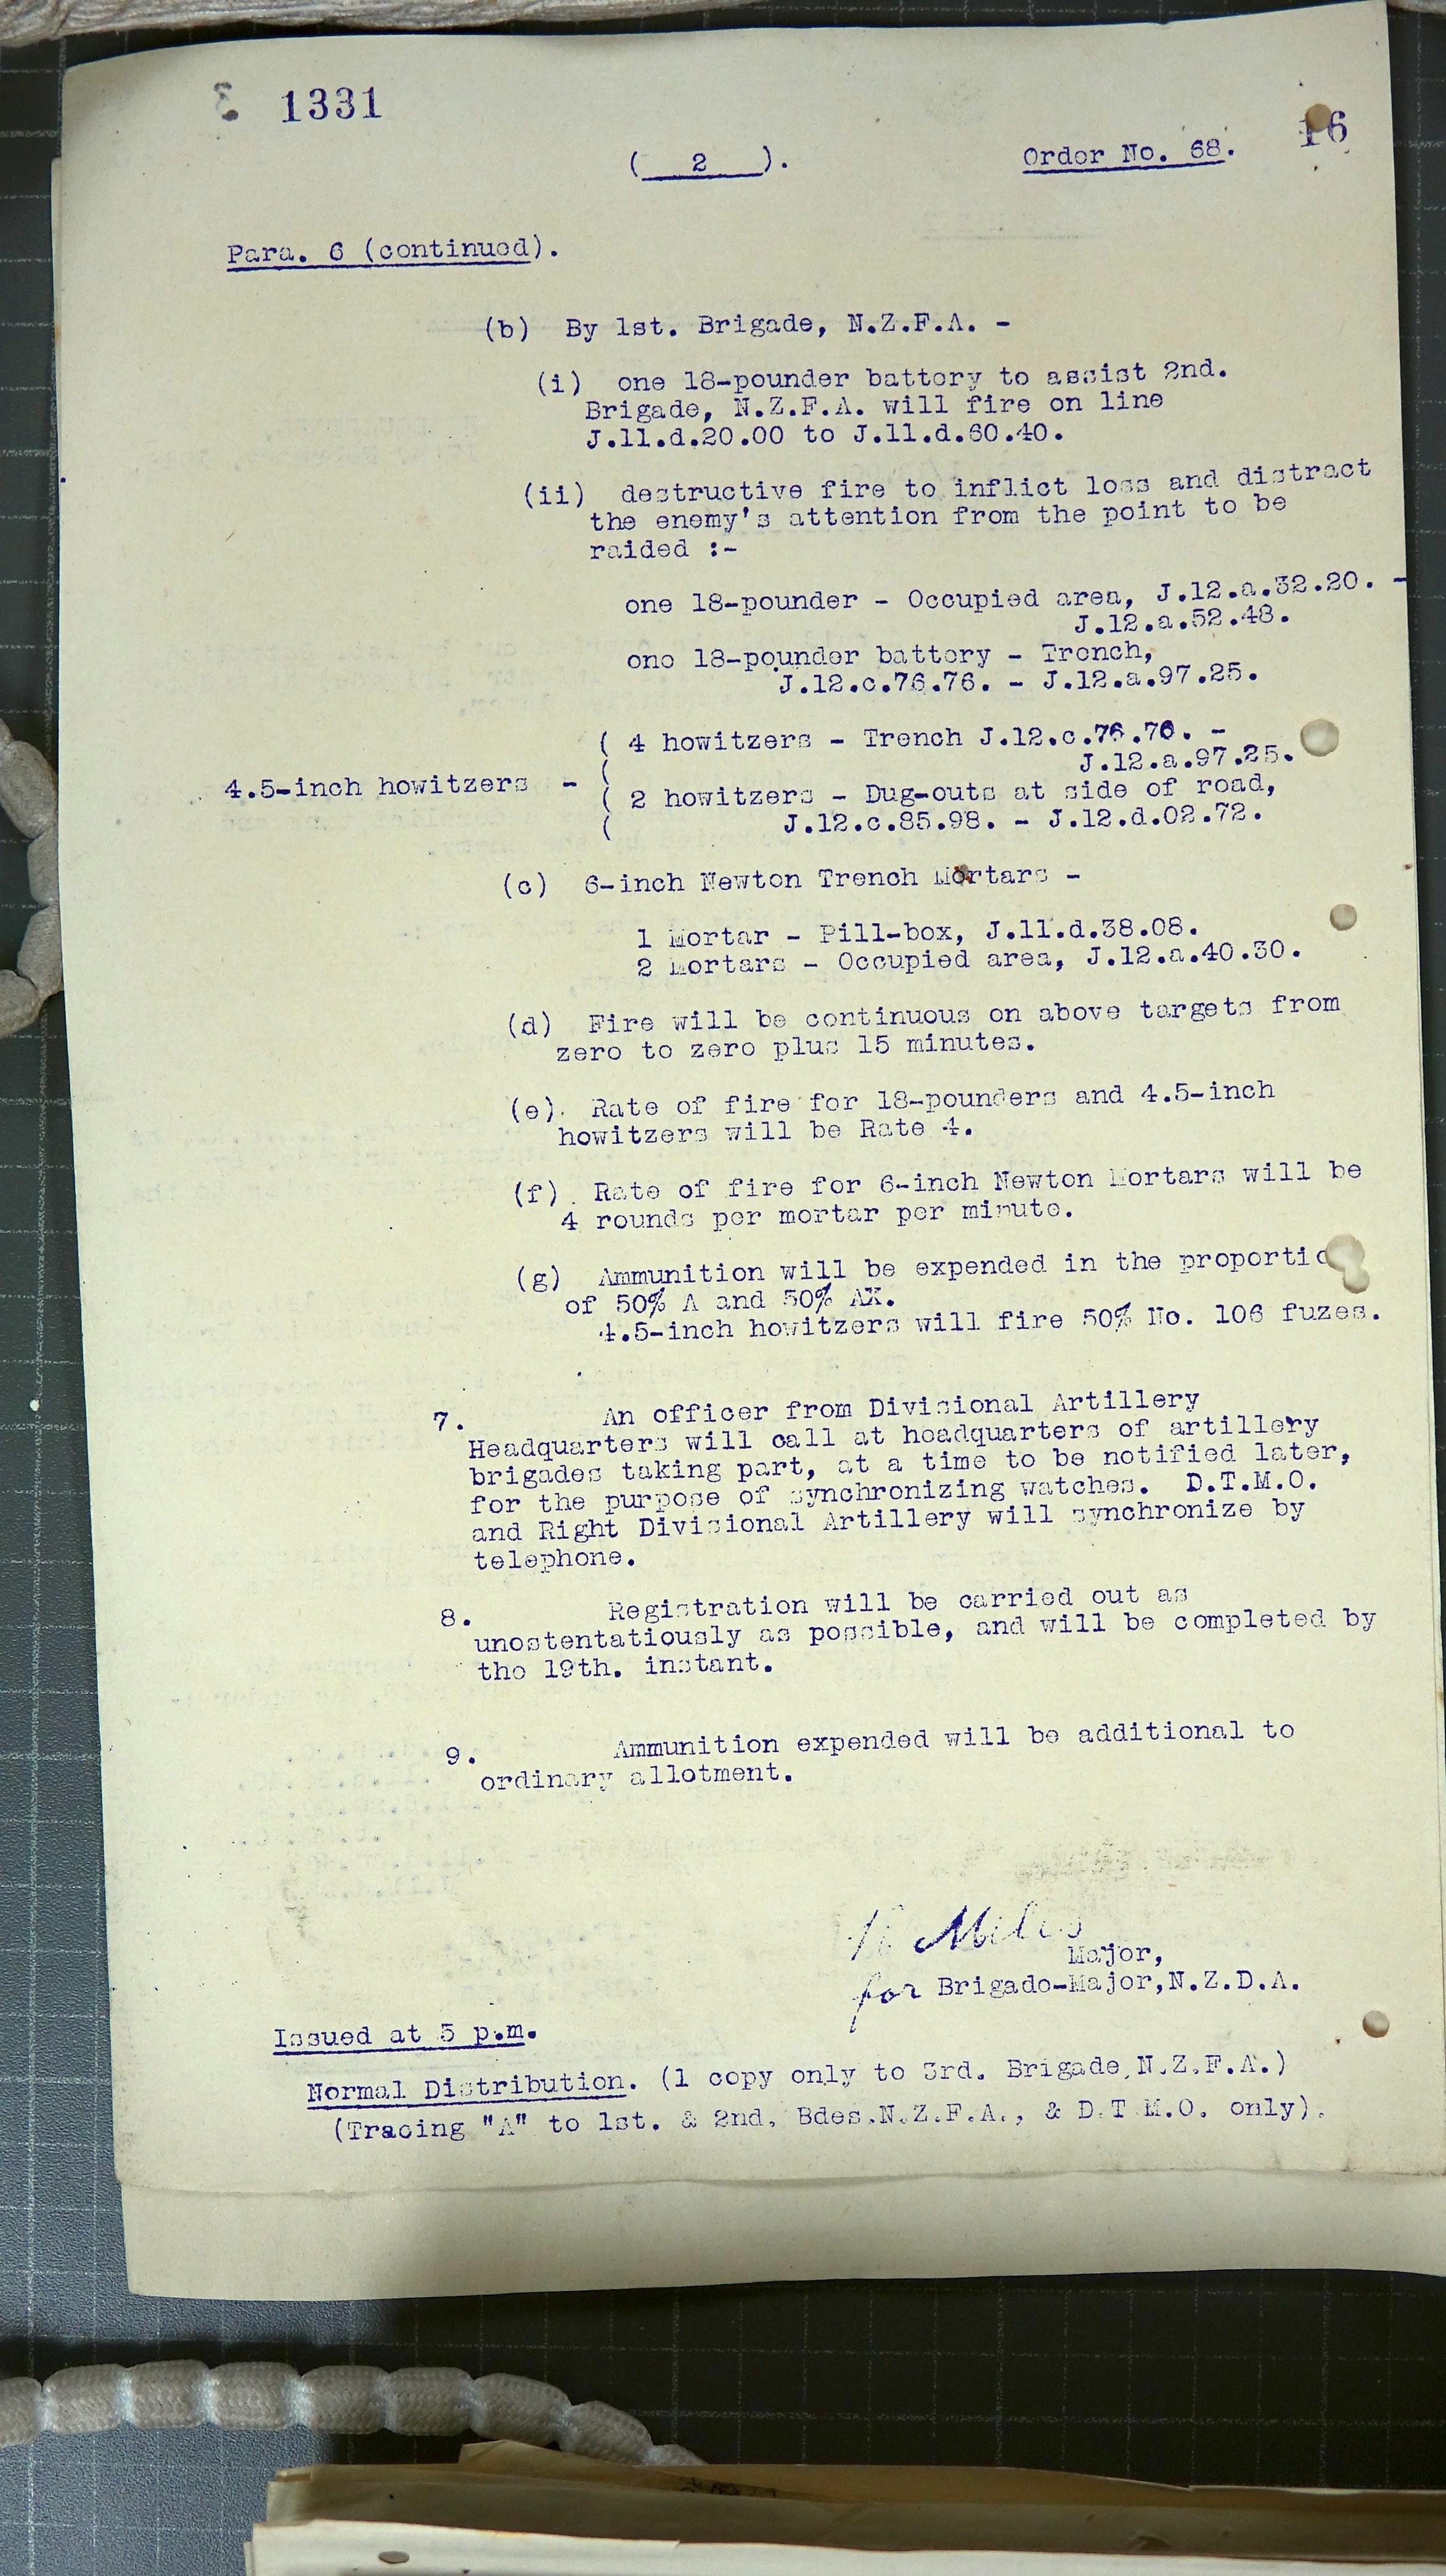 1331
16
( 2 ).
Order No. 68.
Para. 6 (continued).
(b) By 1st. Brigade, N.Z.F.A. -
(i) one 18-pounder battery to assist 2nd.
Brigade, N.Z.F.A. will fire on line
J.11.d.20.00 to J.11.d.60.40.
(ii) destructive fire to inflict loss and distract
the enemy's attention from the point to be
raided :-
one 18-pounder - Occupied area, J.12.a.32.20. -
J.12.a.52.48.
one 18-pounder battery - Trench,
J.12.c.76.76. - J.12.a.97.25.
( 4 howitzers - Trench J.12.c.76.76. -
( J.12.a.97.25.
4.5-inch howitzers -
( 2 howitzers - Dug-outs at side of road,
( J.12.c.85.98. - J.12.d.02.72.
(c) 6-inch Newton Trench Mortars -
1 Mortar - Pill-box, J.11.d.38.08.
2 Mortars - Occupied area, J.12.a.40.30.
(d) Fire will be continuous on above targets from
zero to zero plus 15 minutes.
(e). Rate of fire for 18-pounders and 4.5-inch
howitzers will be Rate 4.
(f). Rate of fire for 6-inch Newton Mortars will be
4 rounds per mortar per minute.
(g) Ammunition will be expended in the proportio
of 50% A and 50% AX.
4.5-inch howitzers will fire 50% No. 106 fuzes.
7. An officer from Divisional Artillery
Headquarters will call at headquarters of artillery
brigades taking part, at a time to be notified later,
for the purpose of synchronizing watches. D.T.M.O.
and Right Divisional Artillery will synchronize by
telephone.
8. Registration will be carried out as
unostentatiously as possible, and will be completed by
the 19th. instant.
9. Ammunition expended will be additional to
ordinary allotment.
Miles
Major,
for Brigade-Major,N.Z.D.A.
Issued at 5 p.m.
Normal Distribution. (1 copy only to 3rd. Brigade,N.Z.F.A.)
(Tracing "A" to 1st. & 2nd. Bdes.N.Z.F.A., & D.T.M.O. only).